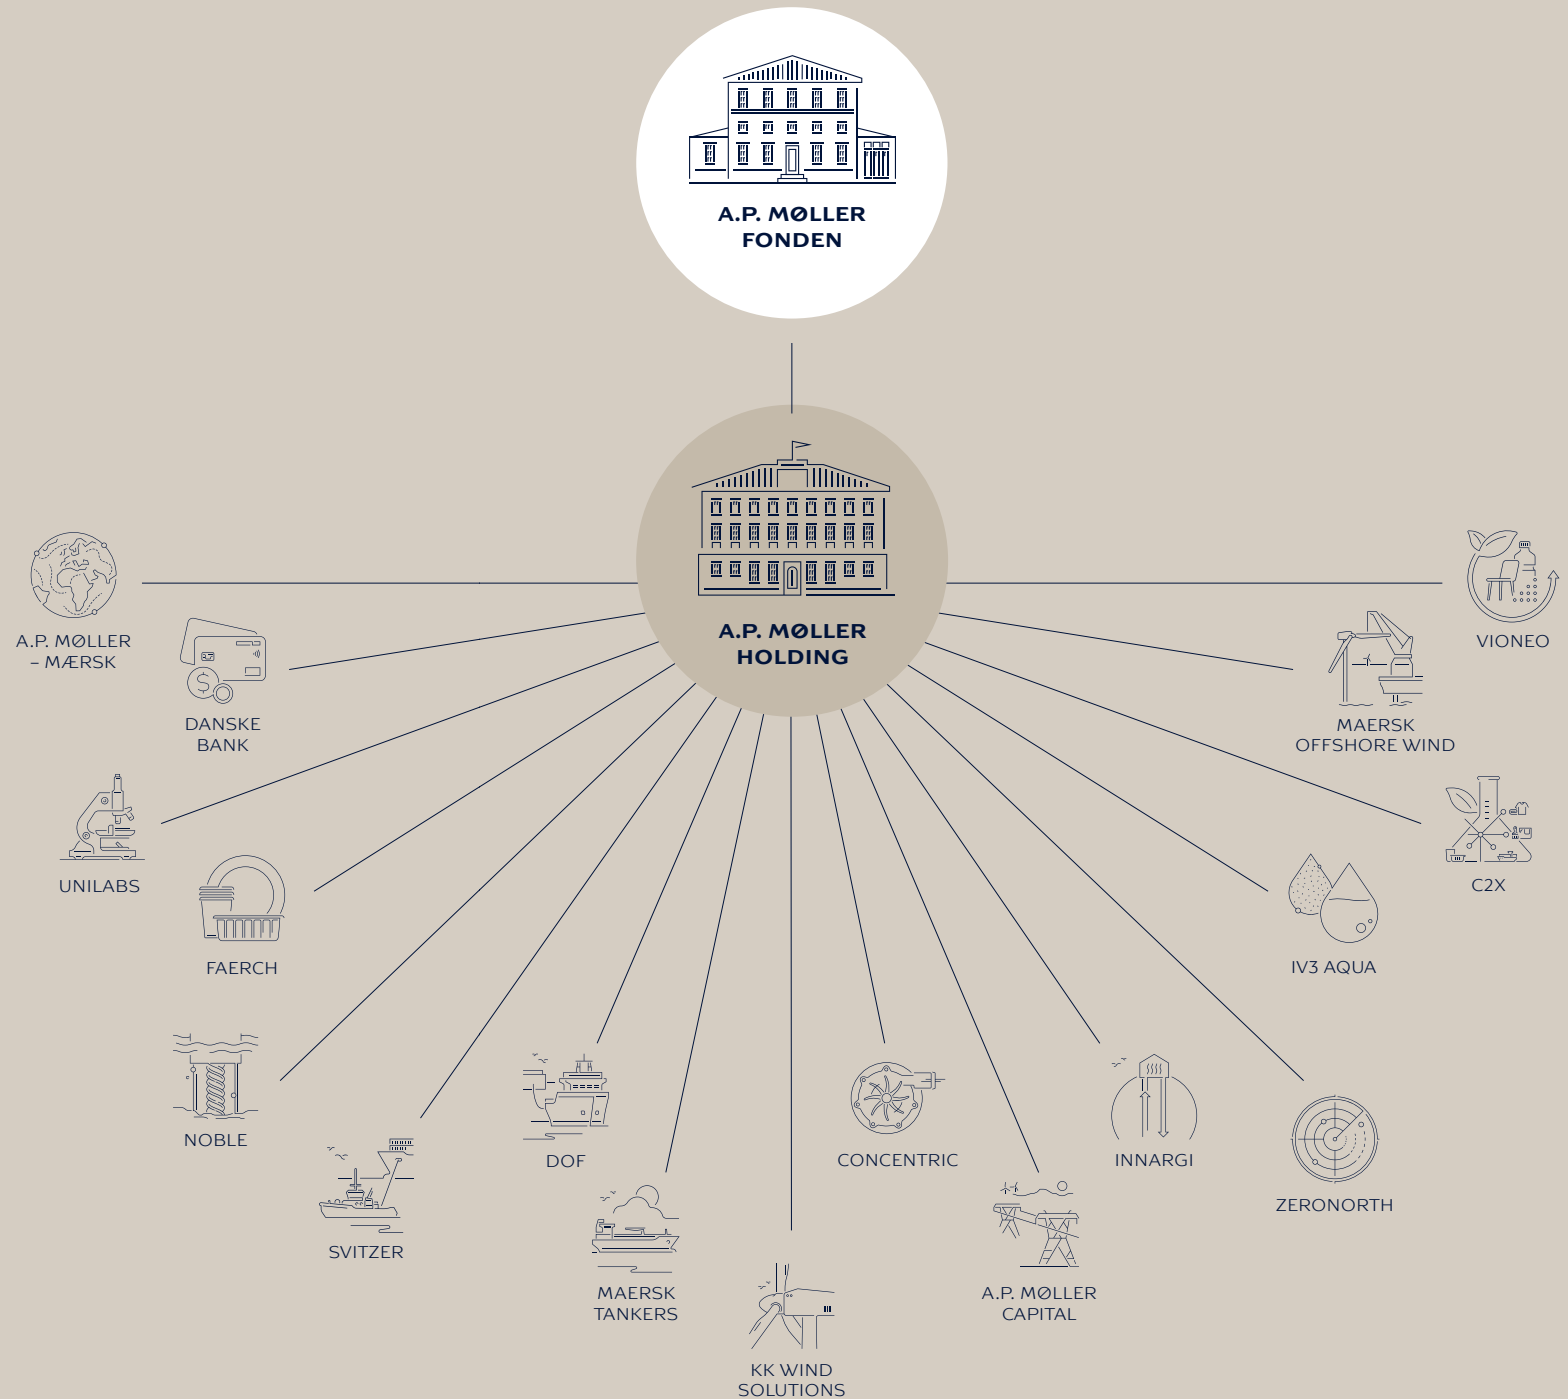 A.P. MØLLER
FONDEN
A.P. MØLLER
HOLDING
A.P. MØLLER
– MÆRSK
DANSKE
BANK
UNILABS
FAERCH
NOBLE
SVITZER
DOF
MAERSK
TANKERS
KK WIND
SOLUTIONS
CONCENTRIC
A.P. MØLLER
CAPITAL
INNARGI
ZERONORTH
IV3 AQUA
C2X
MAERSK
OFFSHORE WIND
VIONEO